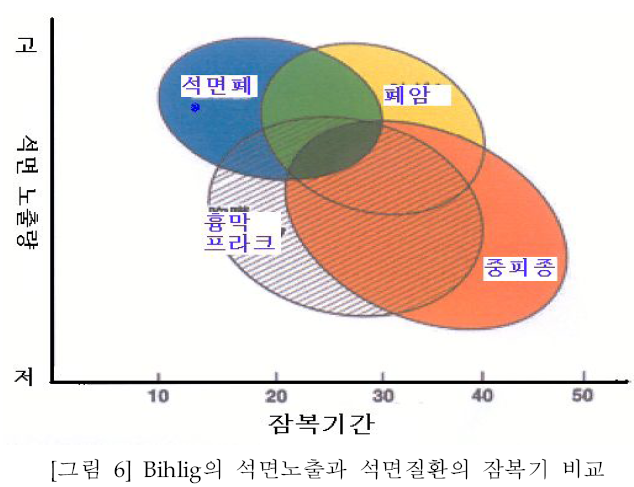 고
석면폐
폐암
석면 노출량
흉막
프라크
중피종
저
10 20 30 40 50
잠복기간
[그림 6] Bihlig의 석면노출과 석면질환의 잠복기 비교